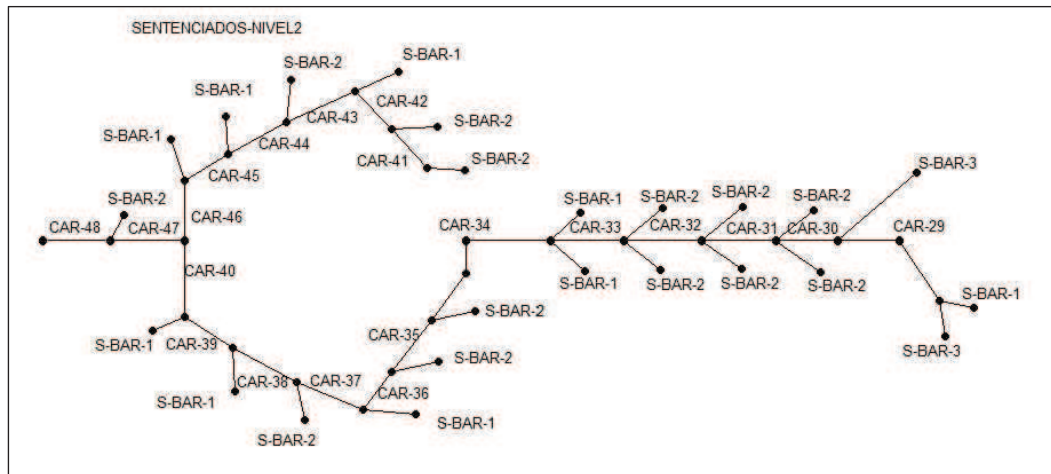 SENTENCIADOS-NIVEL2
S-BAR-1
S-BAR-2
S-BAR-1
CAR-42
CAR-43
S-BAR-2
S-BAR-1
CAR-44
CAR-41
S-BAR-2
CAR-45
S-BAR-3
S-BAR-2
CAR-46
S-BAR-1
S-BAR-2
S-BAR-2
S-BAR-2
CAR-48
CAR-47
CAR-34
CAR-33
CAR-32
CAR-31
CAR-30
CAR-29
CAR-40
S-BAR-1
S-BAR-2
S-BAR-2
S-BAR-2
S-BAR-1
S-BAR-2
CAR-35
S-BAR-1
CAR-39
S-BAR-3
S-BAR-2
CAR-38
CAR-37
CAR-36
S-BAR-1
S-BAR-1
S-BAR-2